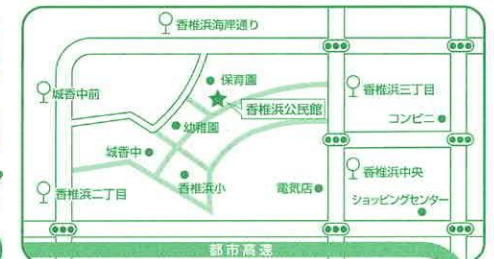 香椎浜海岸通り
保育園
城香中前
香椎浜三丁目
香椎浜公民館
コンビニ
幼稚園
城香中
香椎浜中央
香椎浜小
電気店
香椎浜二丁目
ショッピングセンター
都市高速